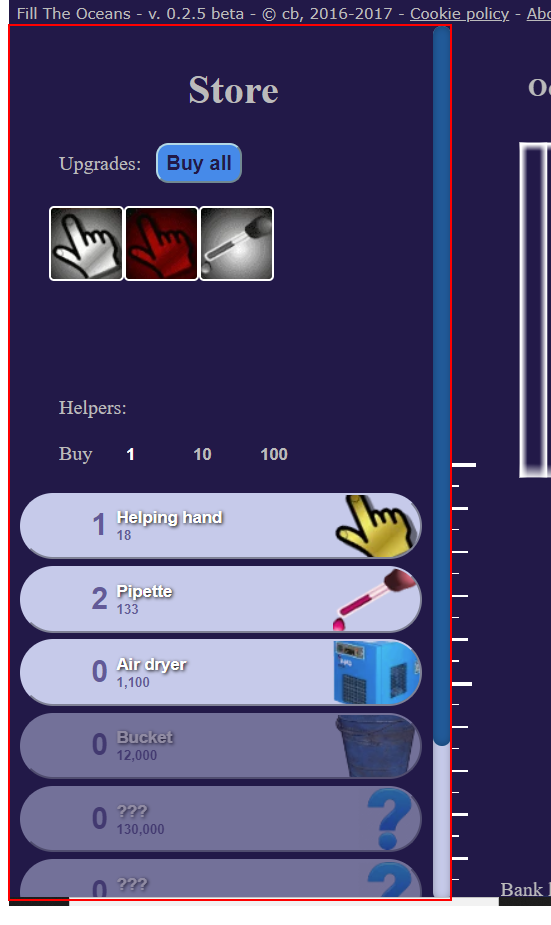 Fill The Oceans - v. 0.2.5 beta - © cb, 2016-2017 - Cookie policy -
Store
Upgrades: Buy all
Helpers:
Buy 1 10 100
1 Helping hand
18
2 Pipette
133
0 Air dryer
1,100
0 Bucket
12,000
0 ???
130,000
0 ???
Bank